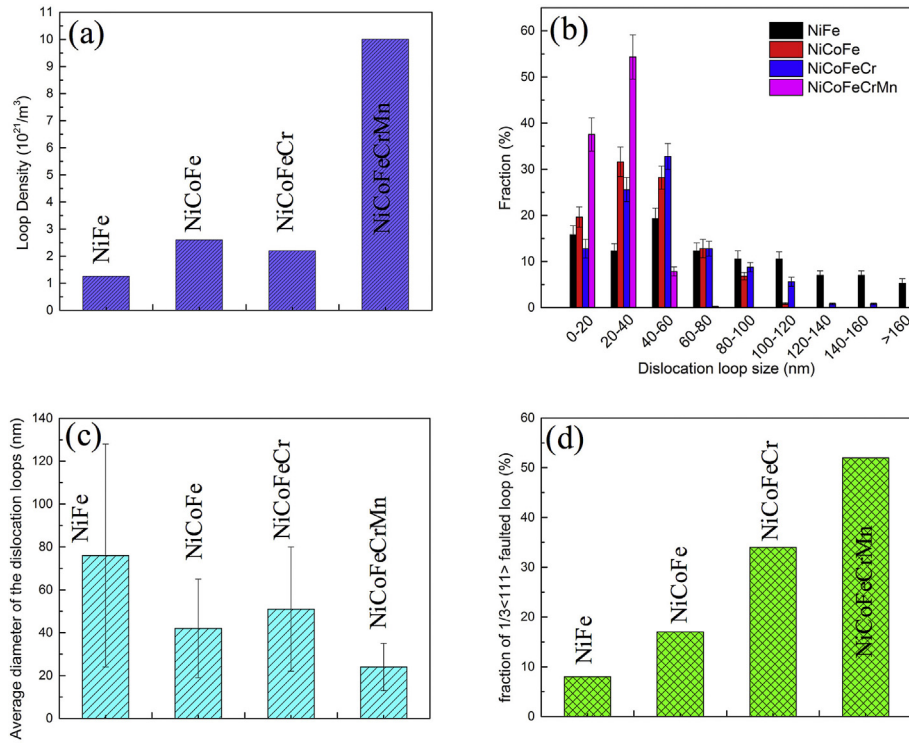 (a)
Loop Density (10²¹/m³)
11
10
9
8
7
6
5
4
3
2
1
0
NiFe
NiCoFe
NiCoFeCr
NiCoFeCrMn
(b)
Fraction (%)
60
50
40
30
20
10
0
NiFe
NiCoFe
NiCoFeCr
NiCoFeCrMn
0-20
20-40
40-60
60-80
80-100
100-120
120-140
140-160
>160
Dislocation loop size (nm)
(c)
Average diameter of the dislocation loops (nm)
140
120
100
80
60
40
20
0
NiFe
NiCoFe
NiCoFeCr
NiCoFeCrMn
(d)
fraction of 1/3<111> faulted loop (%)
60
50
40
30
20
10
0
NiFe
NiCoFe
NiCoFeCr
NiCoFeCrMn